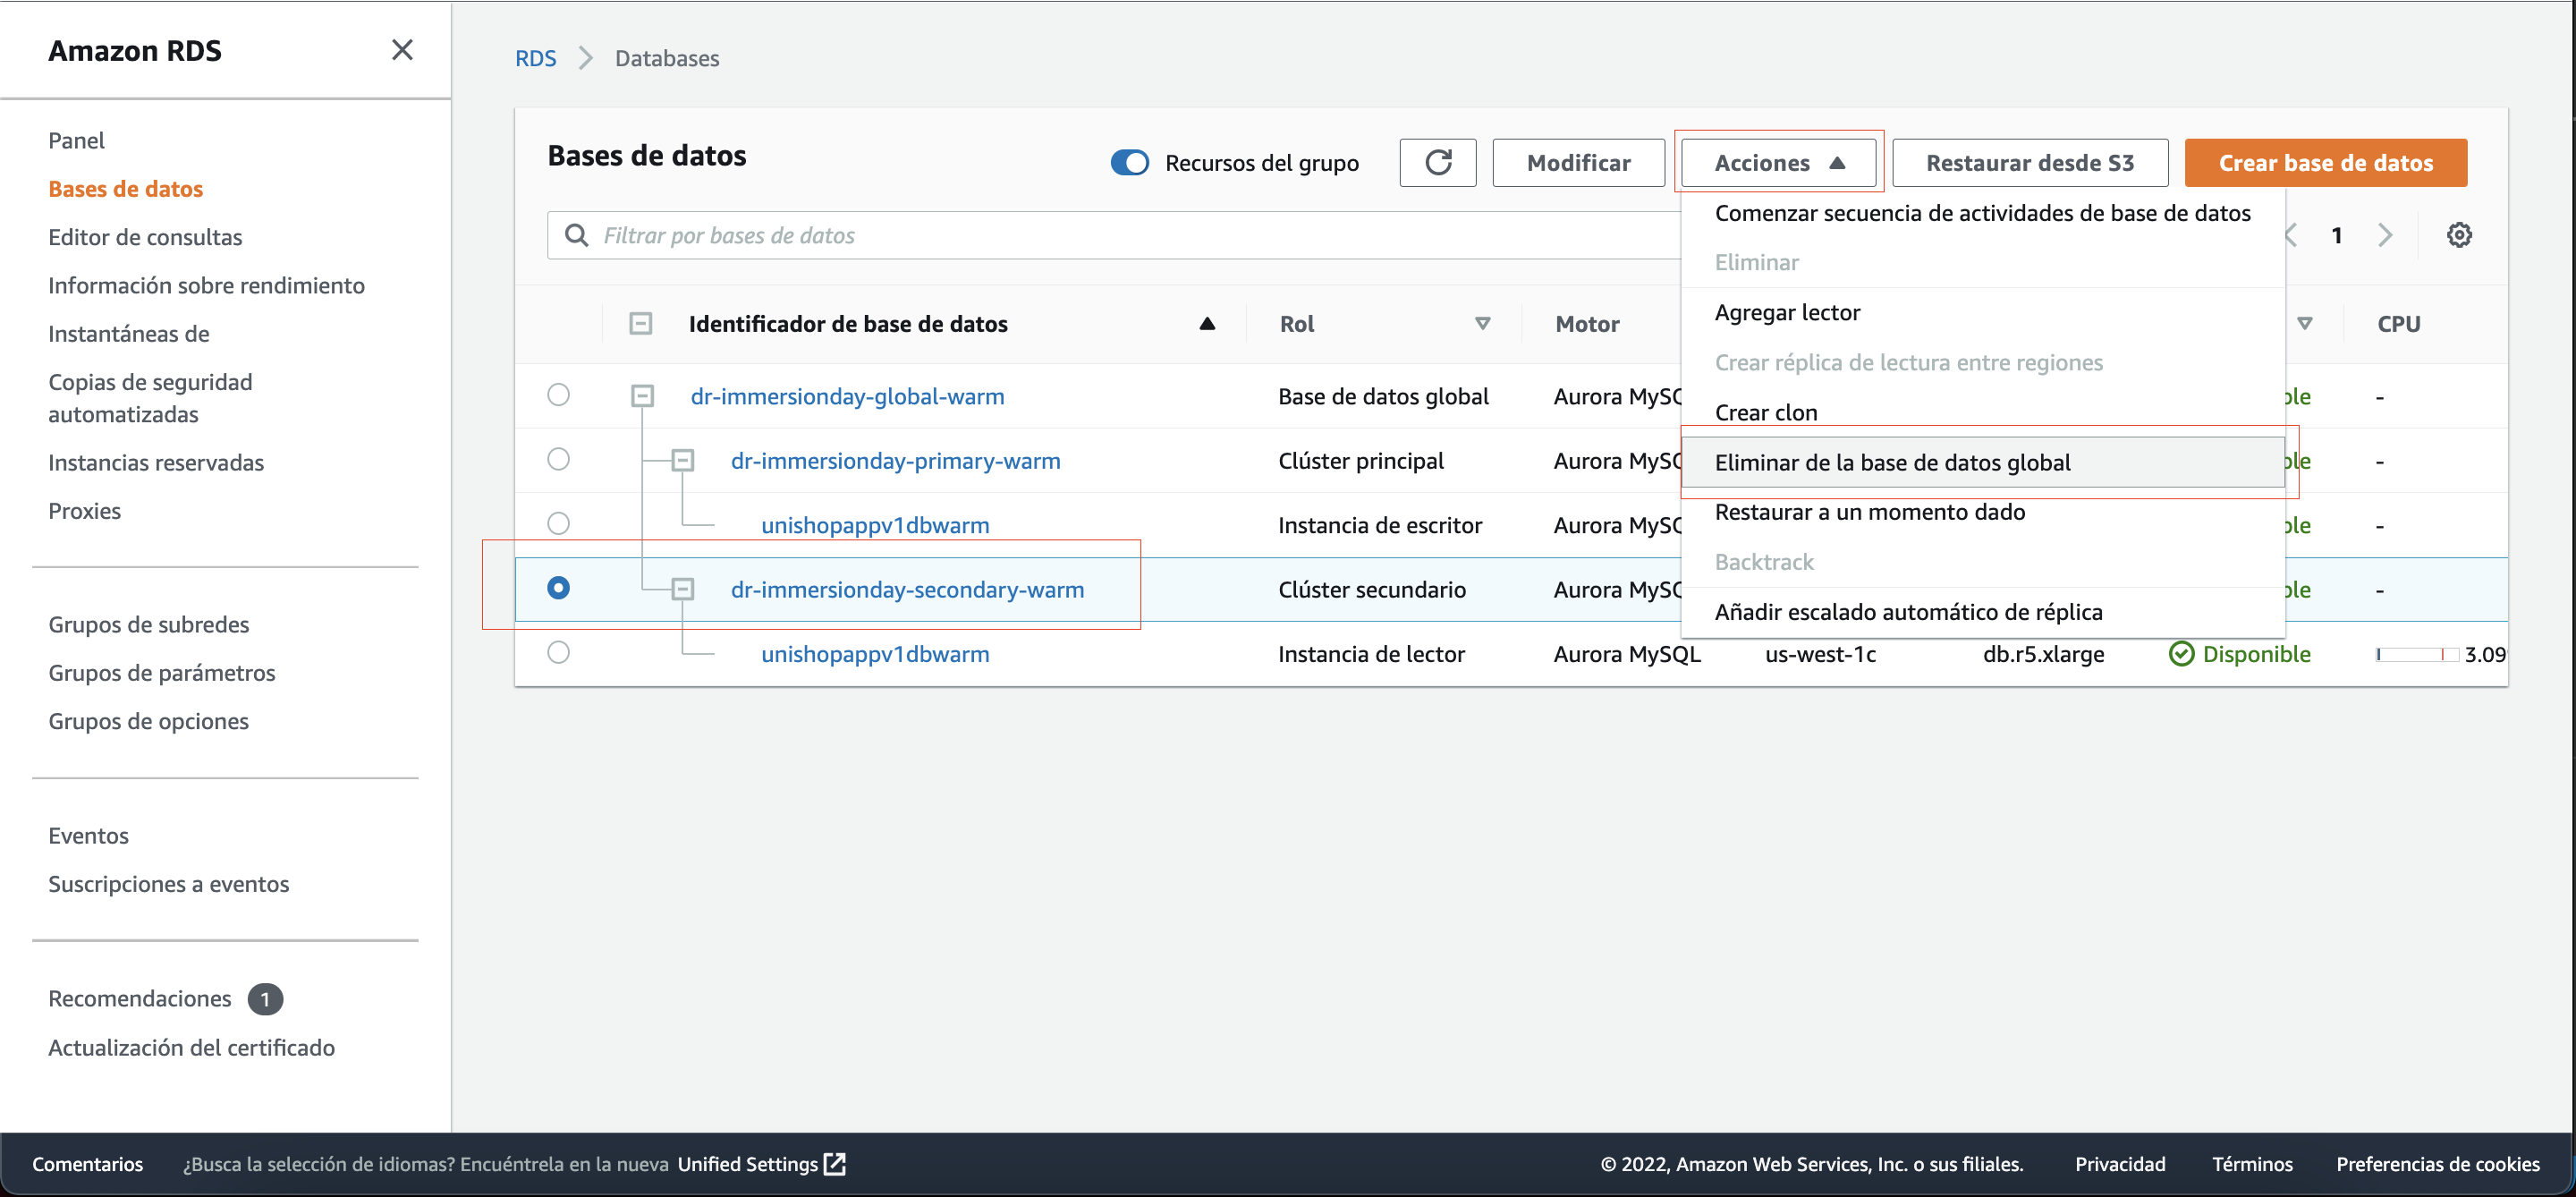 Amazon RDS
Panel
Bases de datos
Editor de consultas
Información sobre rendimiento
Instantáneas de
Copias de seguridad
automatizadas
Instancias reservadas
Proxies
Grupos de subredes
Grupos de parámetros
Grupos de opciones
Eventos
Suscripciones a eventos
Recomendaciones 1
Actualización del certificado
RDS Databases
Bases de datos
Recursos del grupo
Modificar
Acciones
Restaurar desde S3
Crear base de datos
Filtrar por bases de datos
1
Comenzar secuencia de actividades de base de datos
Eliminar
Agregar lector
Crear réplica de lectura entre regiones
Crear clon
Eliminar de la base de datos global
Restaurar a un momento dado
Backtrack
Añadir escalado automático de réplica
Identificador de base de datos Rol Motor CPU
dr-immersionday-global-warm Base de datos global Aurora MySQ ble -
dr-immersionday-primary-warm Clúster principal Aurora MySQ ble -
unishopappv1dbwarm Instancia de escritor Aurora MySQ ble -
dr-immersionday-secondary-warm Clúster secundario Aurora MySQ ble -
unishopappv1dbwarm Instancia de lector Aurora MySQL us-west-1c db.r5.xlarge Disponible 3.09
Comentarios ¿Busca la selección de idiomas? Encuéntrela en la nueva Unified Settings © 2022, Amazon Web Services, Inc. o sus filiales. Privacidad Términos Preferencias de cookies